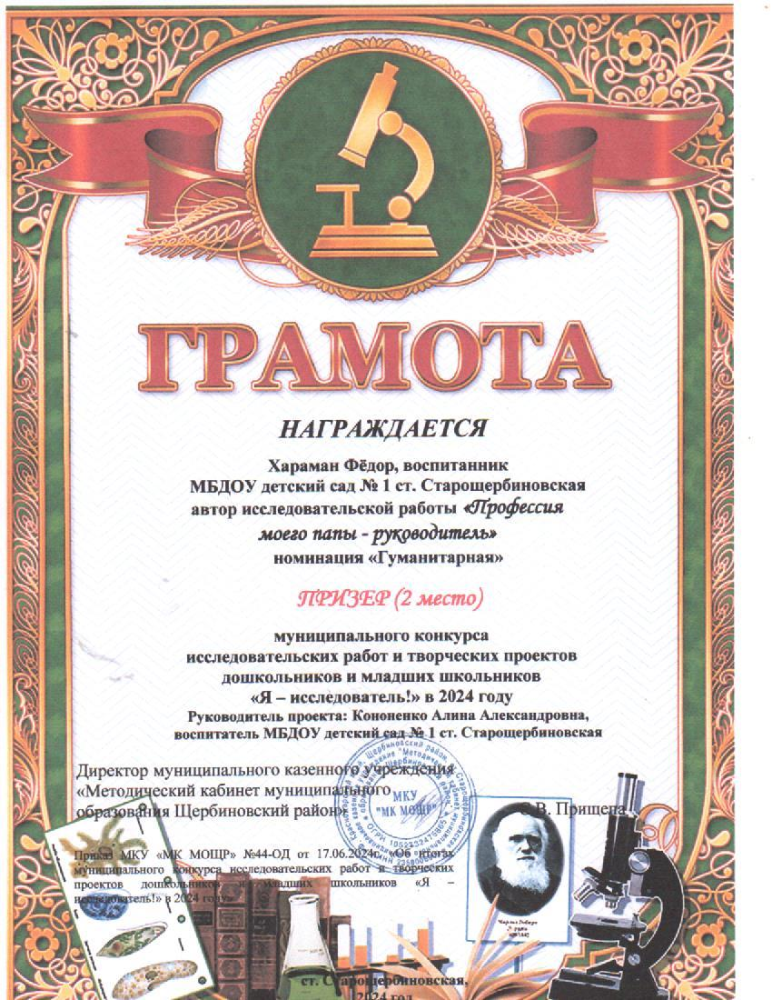 ГРАМОТА
НАГРАЖДАЕТСЯ
Хараман Фёдор, воспитанник
МБДОУ детский сад № 1 ст. Старощербиновская
автор исследовательской работы «Профессия
моего папы - руководитель»
номинация «Гуманитарная»
ПРИЗЕР (2 место)
муниципального конкурса
исследовательских работ и творческих проектов
дошкольников и младших школьников
«Я – исследователь!» в 2024 году
Руководитель проекта: Кононенко Алина Александровна,
воспитатель МБДОУ детский сад № 1 ст. Старощербиновская
Директор муниципального казенного учреждения
«Методический кабинет муниципального
образования Щербиновский район»
В. Прищепа
МКУ
"МК МОЩР"
Приказ МКУ «МК МОЩР» №44-ОД от 17.06.2024г. «Об итогах
муниципального конкурса исследовательских работ и творческих
проектов дошкольников и младших школьников «Я –
исследователь!» в 2024 году»
ст. Старощербиновская,
2024 год